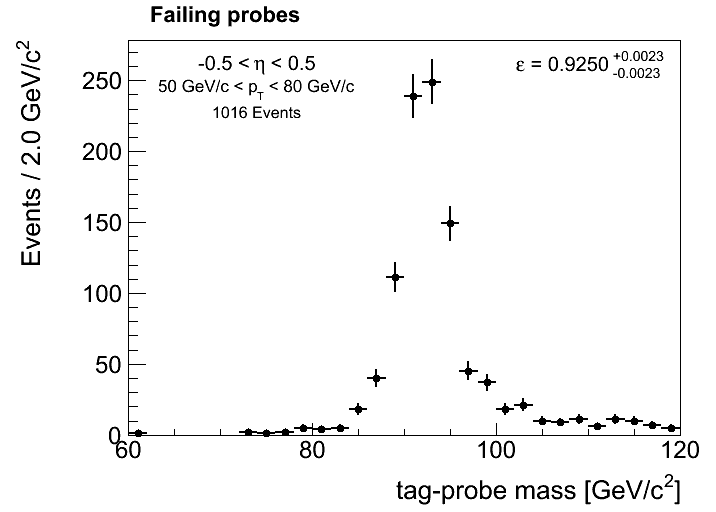 Failing probes
-0.5 < η < 0.5
50 GeV/c < p_T < 80 GeV/c
1016 Events
ε = 0.9250 +0.0023 -0.0023
Events / 2.0 GeV/c²
250
200
150
100
50
0
60 80 100 120
tag-probe mass [GeV/c²]